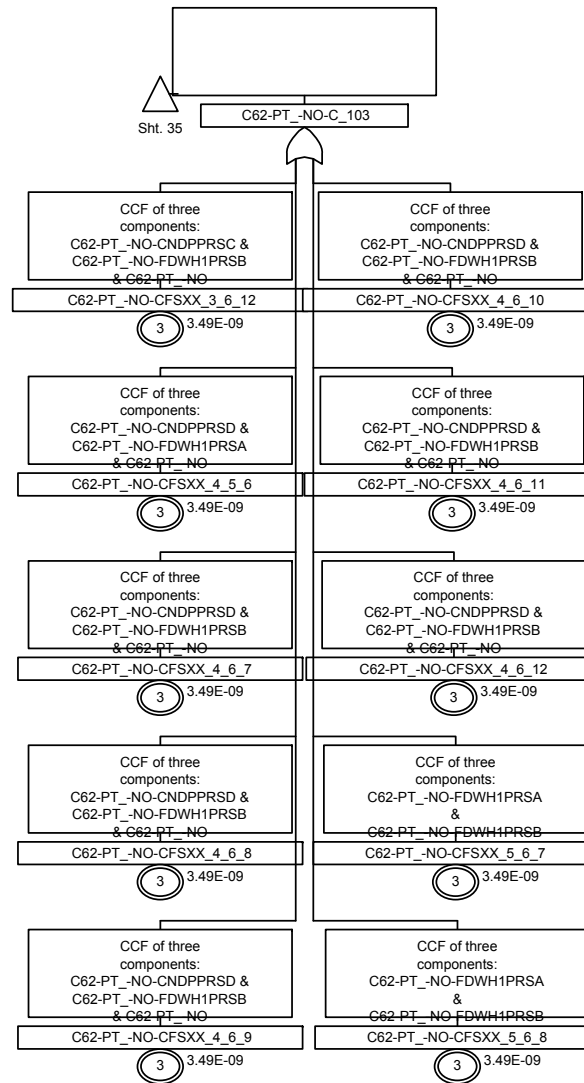 C62-PT_-NO-C_103
Sht. 35
CCF of three
components:
C62-PT_-NO-CNDPPRSC &
C62-PT_-NO-FDWH1PRSB
& C62-PT_-NO
C62-PT_-NO-CFSXX_3_6_12
3
3.49E-09
CCF of three
components:
C62-PT_-NO-CNDPPRSD &
C62-PT_-NO-FDWH1PRSB
& C62-PT_-NO
C62-PT_-NO-CFSXX_4_6_10
3
3.49E-09
CCF of three
components:
C62-PT_-NO-CNDPPRSD &
C62-PT_-NO-FDWH1PRSA
& C62-PT_-NO
C62-PT_-NO-CFSXX_4_5_6
3
3.49E-09
CCF of three
components:
C62-PT_-NO-CNDPPRSD &
C62-PT_-NO-FDWH1PRSB
& C62-PT_-NO
C62-PT_-NO-CFSXX_4_6_11
3
3.49E-09
CCF of three
components:
C62-PT_-NO-CNDPPRSD &
C62-PT_-NO-FDWH1PRSB
& C62-PT_-NO
C62-PT_-NO-CFSXX_4_6_7
3
3.49E-09
CCF of three
components:
C62-PT_-NO-CNDPPRSD &
C62-PT_-NO-FDWH1PRSB
& C62-PT_-NO
C62-PT_-NO-CFSXX_4_6_12
3
3.49E-09
CCF of three
components:
C62-PT_-NO-CNDPPRSD &
C62-PT_-NO-FDWH1PRSB
& C62-PT_-NO
C62-PT_-NO-CFSXX_4_6_8
3
3.49E-09
CCF of three
components:
C62-PT_-NO-FDWH1PRSA
&
C62-PT_-NO-FDWH1PRSB
C62-PT_-NO-CFSXX_5_6_7
3
3.49E-09
CCF of three
components:
C62-PT_-NO-CNDPPRSD &
C62-PT_-NO-FDWH1PRSB
& C62-PT_-NO
C62-PT_-NO-CFSXX_4_6_9
3
3.49E-09
CCF of three
components:
C62-PT_-NO-FDWH1PRSA
&
C62-PT_-NO-FDWH1PRSB
C62-PT_-NO-CFSXX_5_6_8
3
3.49E-09